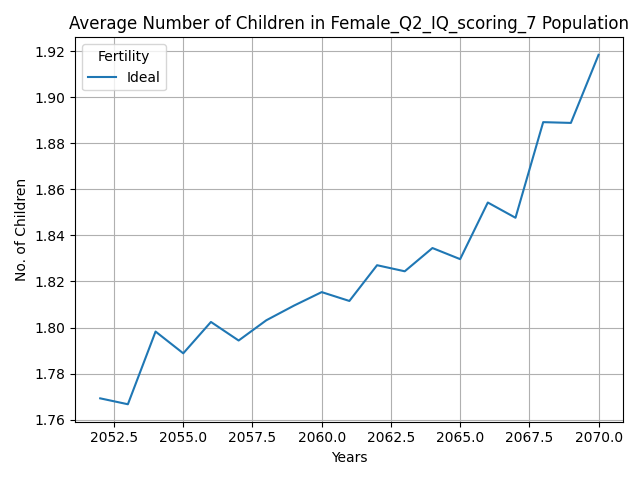 Average Number of Children in Female_Q2_IQ_scoring_7 Population
Fertility
Ideal
1.92
1.90
1.88
1.86
1.84
1.82
1.80
1.78
1.76
No. of Children
2052.5 2055.0 2057.5 2060.0 2062.5 2065.0 2067.5 2070.0
Years